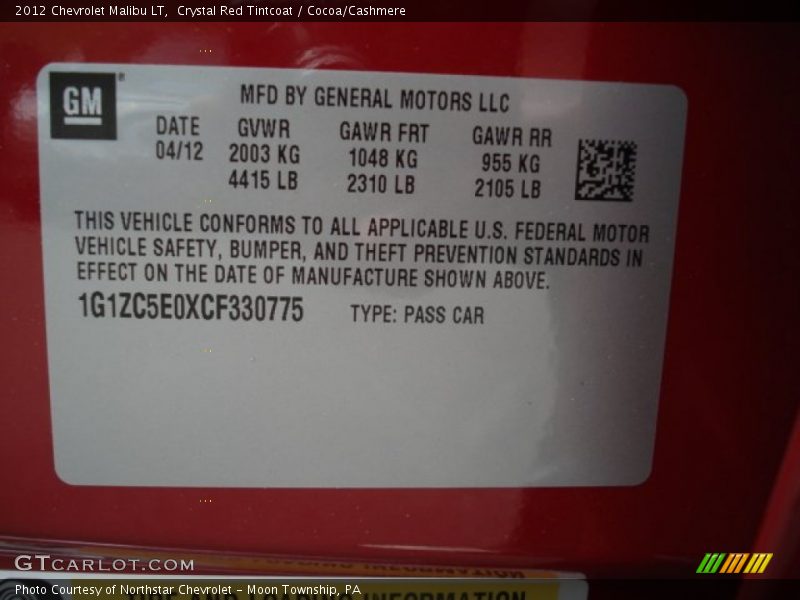 2012 Chevrolet Malibu LT,  Crystal Red Tintcoat / Cocoa/Cashmere
GM
MFD BY GENERAL MOTORS LLC
DATE GVWR GAWR FRT GAWR RR
04/12 2003 KG 1048 KG 955 KG
4415 LB 2310 LB 2105 LB
THIS VEHICLE CONFORMS TO ALL APPLICABLE U.S. FEDERAL MOTOR
VEHICLE SAFETY, BUMPER, AND THEFT PREVENTION STANDARDS IN
EFFECT ON THE DATE OF MANUFACTURE SHOWN ABOVE.
1G1ZC5E0XCF330775 TYPE: PASS CAR
GTCARLOT.COM
Photo Courtesy of Northstar Chevrolet - Moon Township, PA